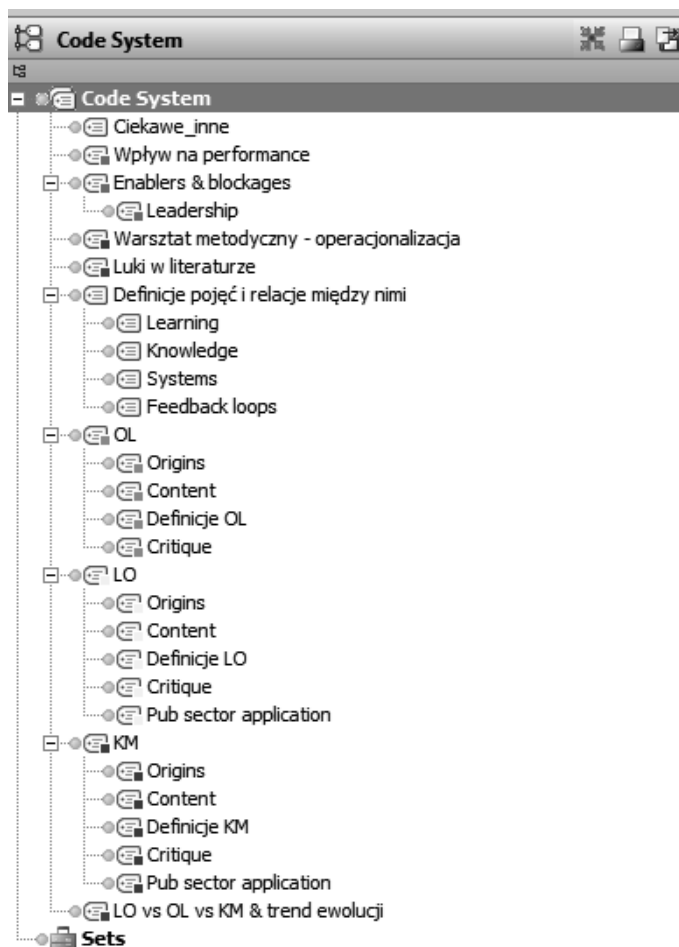 Code System
Code System
Ciekawe_inne
Wpływ na performance
Enablers & blockages
Leadership
Warsztat metodyczny - operacjonalizacja
Luki w literaturze
Definicje pojęć i relacje między nimi
Learning
Knowledge
Systems
Feedback loops
OL
Origins
Content
Definicje OL
Critique
LO
Origins
Content
Definicje LO
Critique
Pub sector application
KM
Origins
Content
Definicje KM
Critique
Pub sector application
LO vs OL vs KM & trend ewolucji
Sets